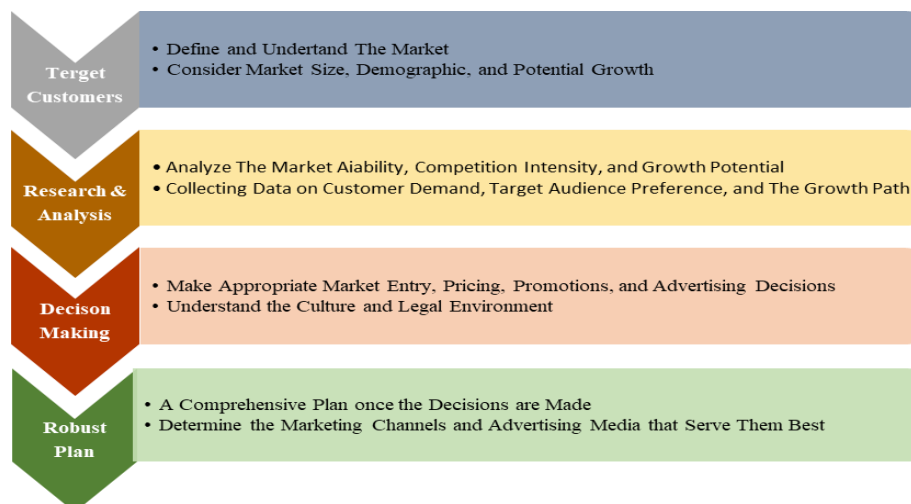 Terget
Customers
• Define and Undertand The Market
• Consider Market Size, Demographic, and Potential Growth
Research &
Analysis
• Analyze The Market Aiability, Competition Intensity, and Growth Potential
• Collecting Data on Customer Demand, Target Audience Preference, and The Growth Path
Decison
Making
• Make Appropriate Market Entry, Pricing, Promotions, and Advertising Decisions
• Understand the Culture and Legal Environment
Robust
Plan
• A Comprehensive Plan once the Decisions are Made
• Determine the Marketing Channels and Advertising Media that Serve Them Best